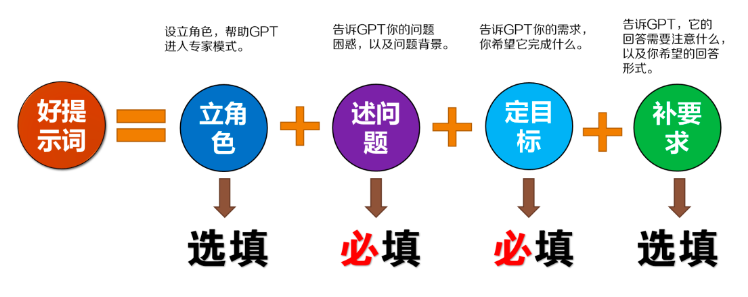 设立角色，帮助GPT
进入专家模式。
告诉GPT你的问题
困惑，以及问题背景。
告诉GPT你的需求，
你希望它完成什么。
告诉GPT，它的
回答需要注意什么，
以及你希望的回答
形式。
好提
示词
=
立角
色
+
述问
题
+
定目
标
+
补要
求
选填
必填
必填
选填